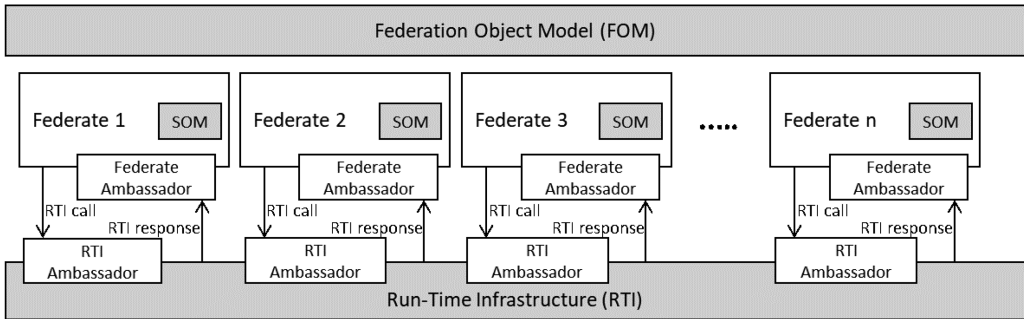 Federation Object Model (FOM)
Federate 1
SOM
Federate 2
SOM
Federate 3
SOM
.....
Federate n
SOM
Federate
Ambassador
Federate
Ambassador
Federate
Ambassador
Federate
Ambassador
RTI call
RTI response
RTI call
RTI response
RTI call
RTI response
RTI call
RTI response
RTI
Ambassador
RTI
Ambassador
RTI
Ambassador
RTI
Ambassador
Run-Time Infrastructure (RTI)